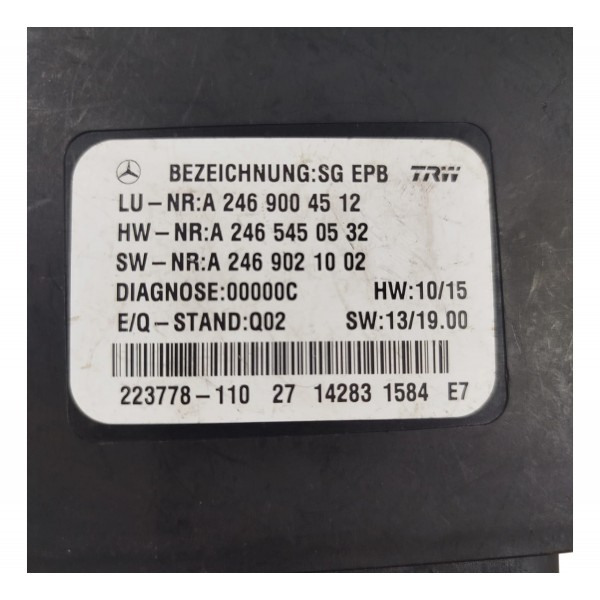 BEZEICHNUNG:SG EPB TRW
LU-NR:A 246 900 45 12
HW-NR:A 246 545 05 32
SW-NR:A 246 902 10 02
DIAGNOSE:00000C HW:10/15
E/Q-STAND:Q02 SW:13/19.00
223778-110 27 14283 1584 E7